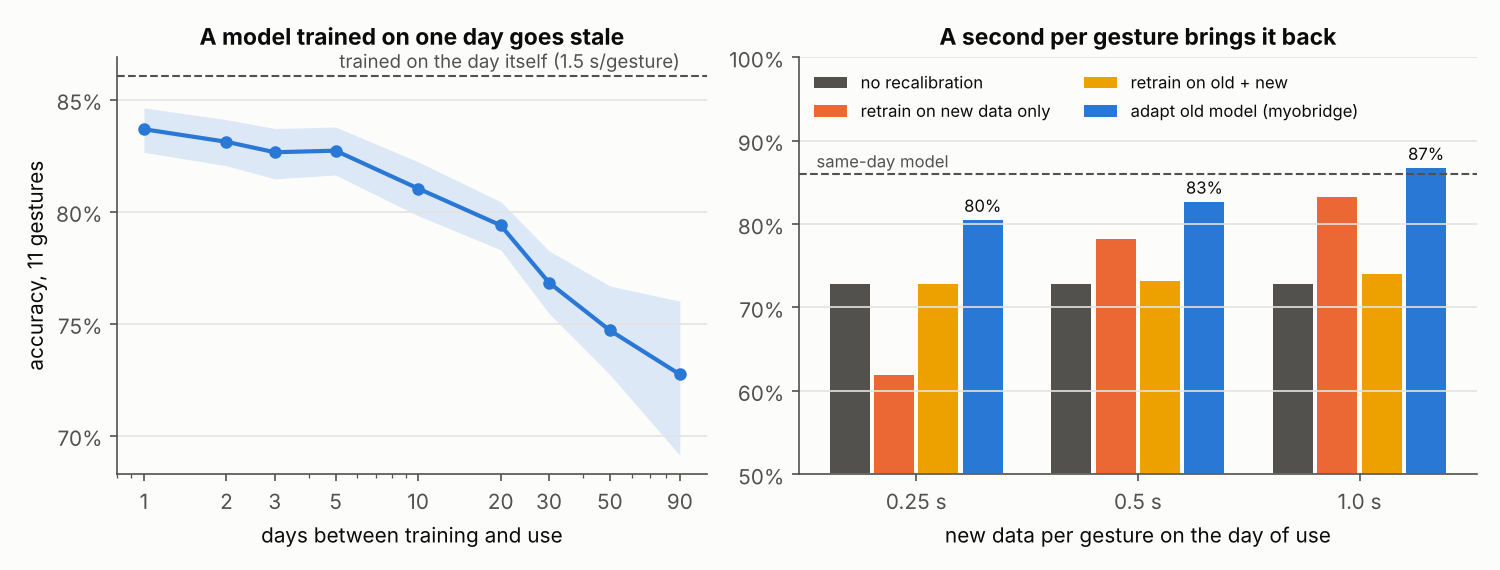 A model trained on one day goes stale
trained on the day itself (1.5 s/gesture)
85%
80%
75%
70%
accuracy, 11 gestures
1 2 3 5 10 20 30 50 90
days between training and use
A second per gesture brings it back
100%
90%
80%
70%
60%
50%
no recalibration
retrain on new data only
retrain on old + new
adapt old model (myobridge)
same-day model
80%
83%
87%
0.25 s 0.5 s 1.0 s
new data per gesture on the day of use